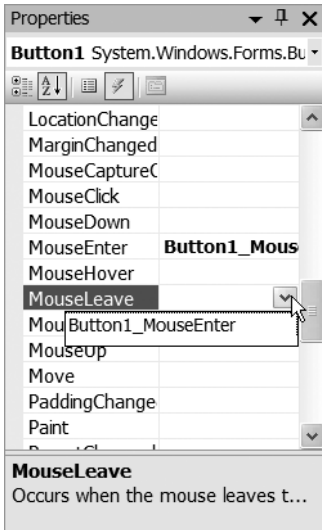 Properties
Button1 System.Windows.Forms.Bu
LocationChange
MarginChanged
MouseCaptureC
MouseClick
MouseDown
MouseEnter Button1_Mous
MouseHover
MouseLeave
Mou Button1_MouseEnter
MouseUp
Move
PaddingChange
Paint
MouseLeave
Occurs when the mouse leaves t...